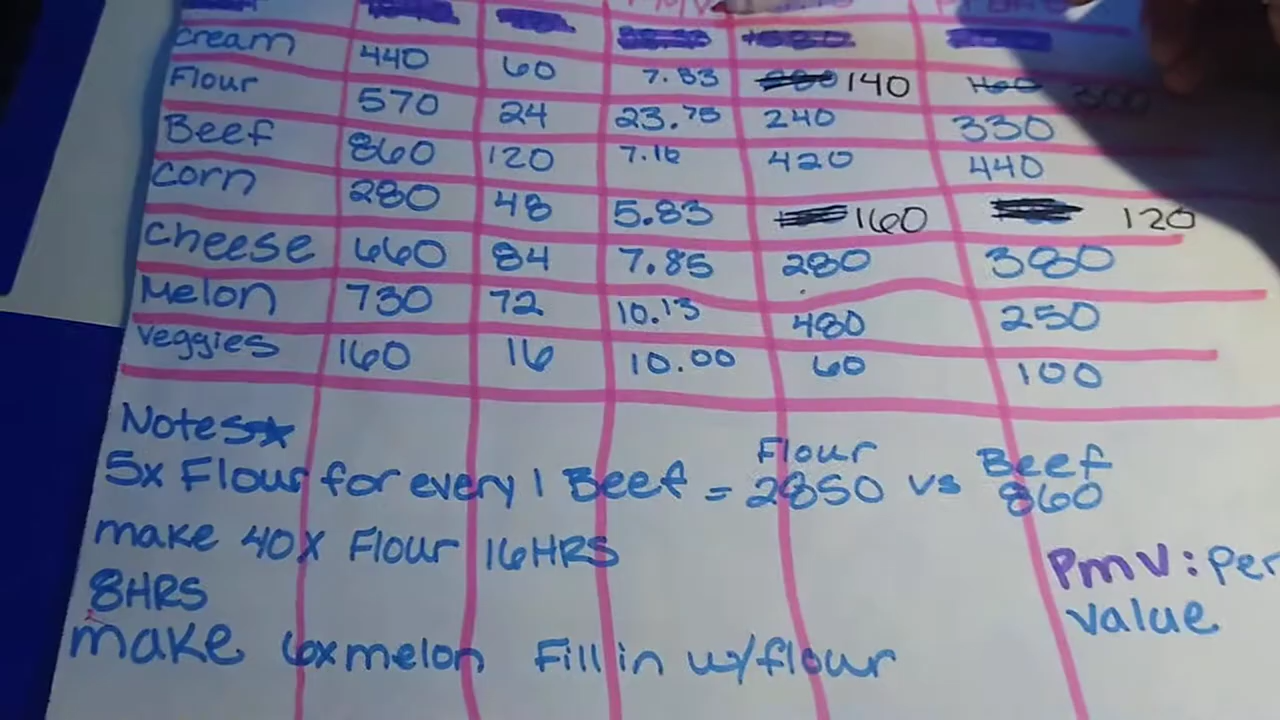 PMV
Cream 440 60 7.33 140 300
Flour 570 24 23.75 240 330
Beef 860 120 7.16 420 440
Corn 280 48 5.83 160 120
Cheese 660 84 7.85 280 380
Melon 730 72 10.13 480 250
Veggies 160 16 10.00 60 100
Notes
5x Flour for every 1 Beef = Flour 2850 vs Beef 860
make 40x Flour 16HRS
8HRS
make 6x melon Fill in w/flour
PMV: per
value